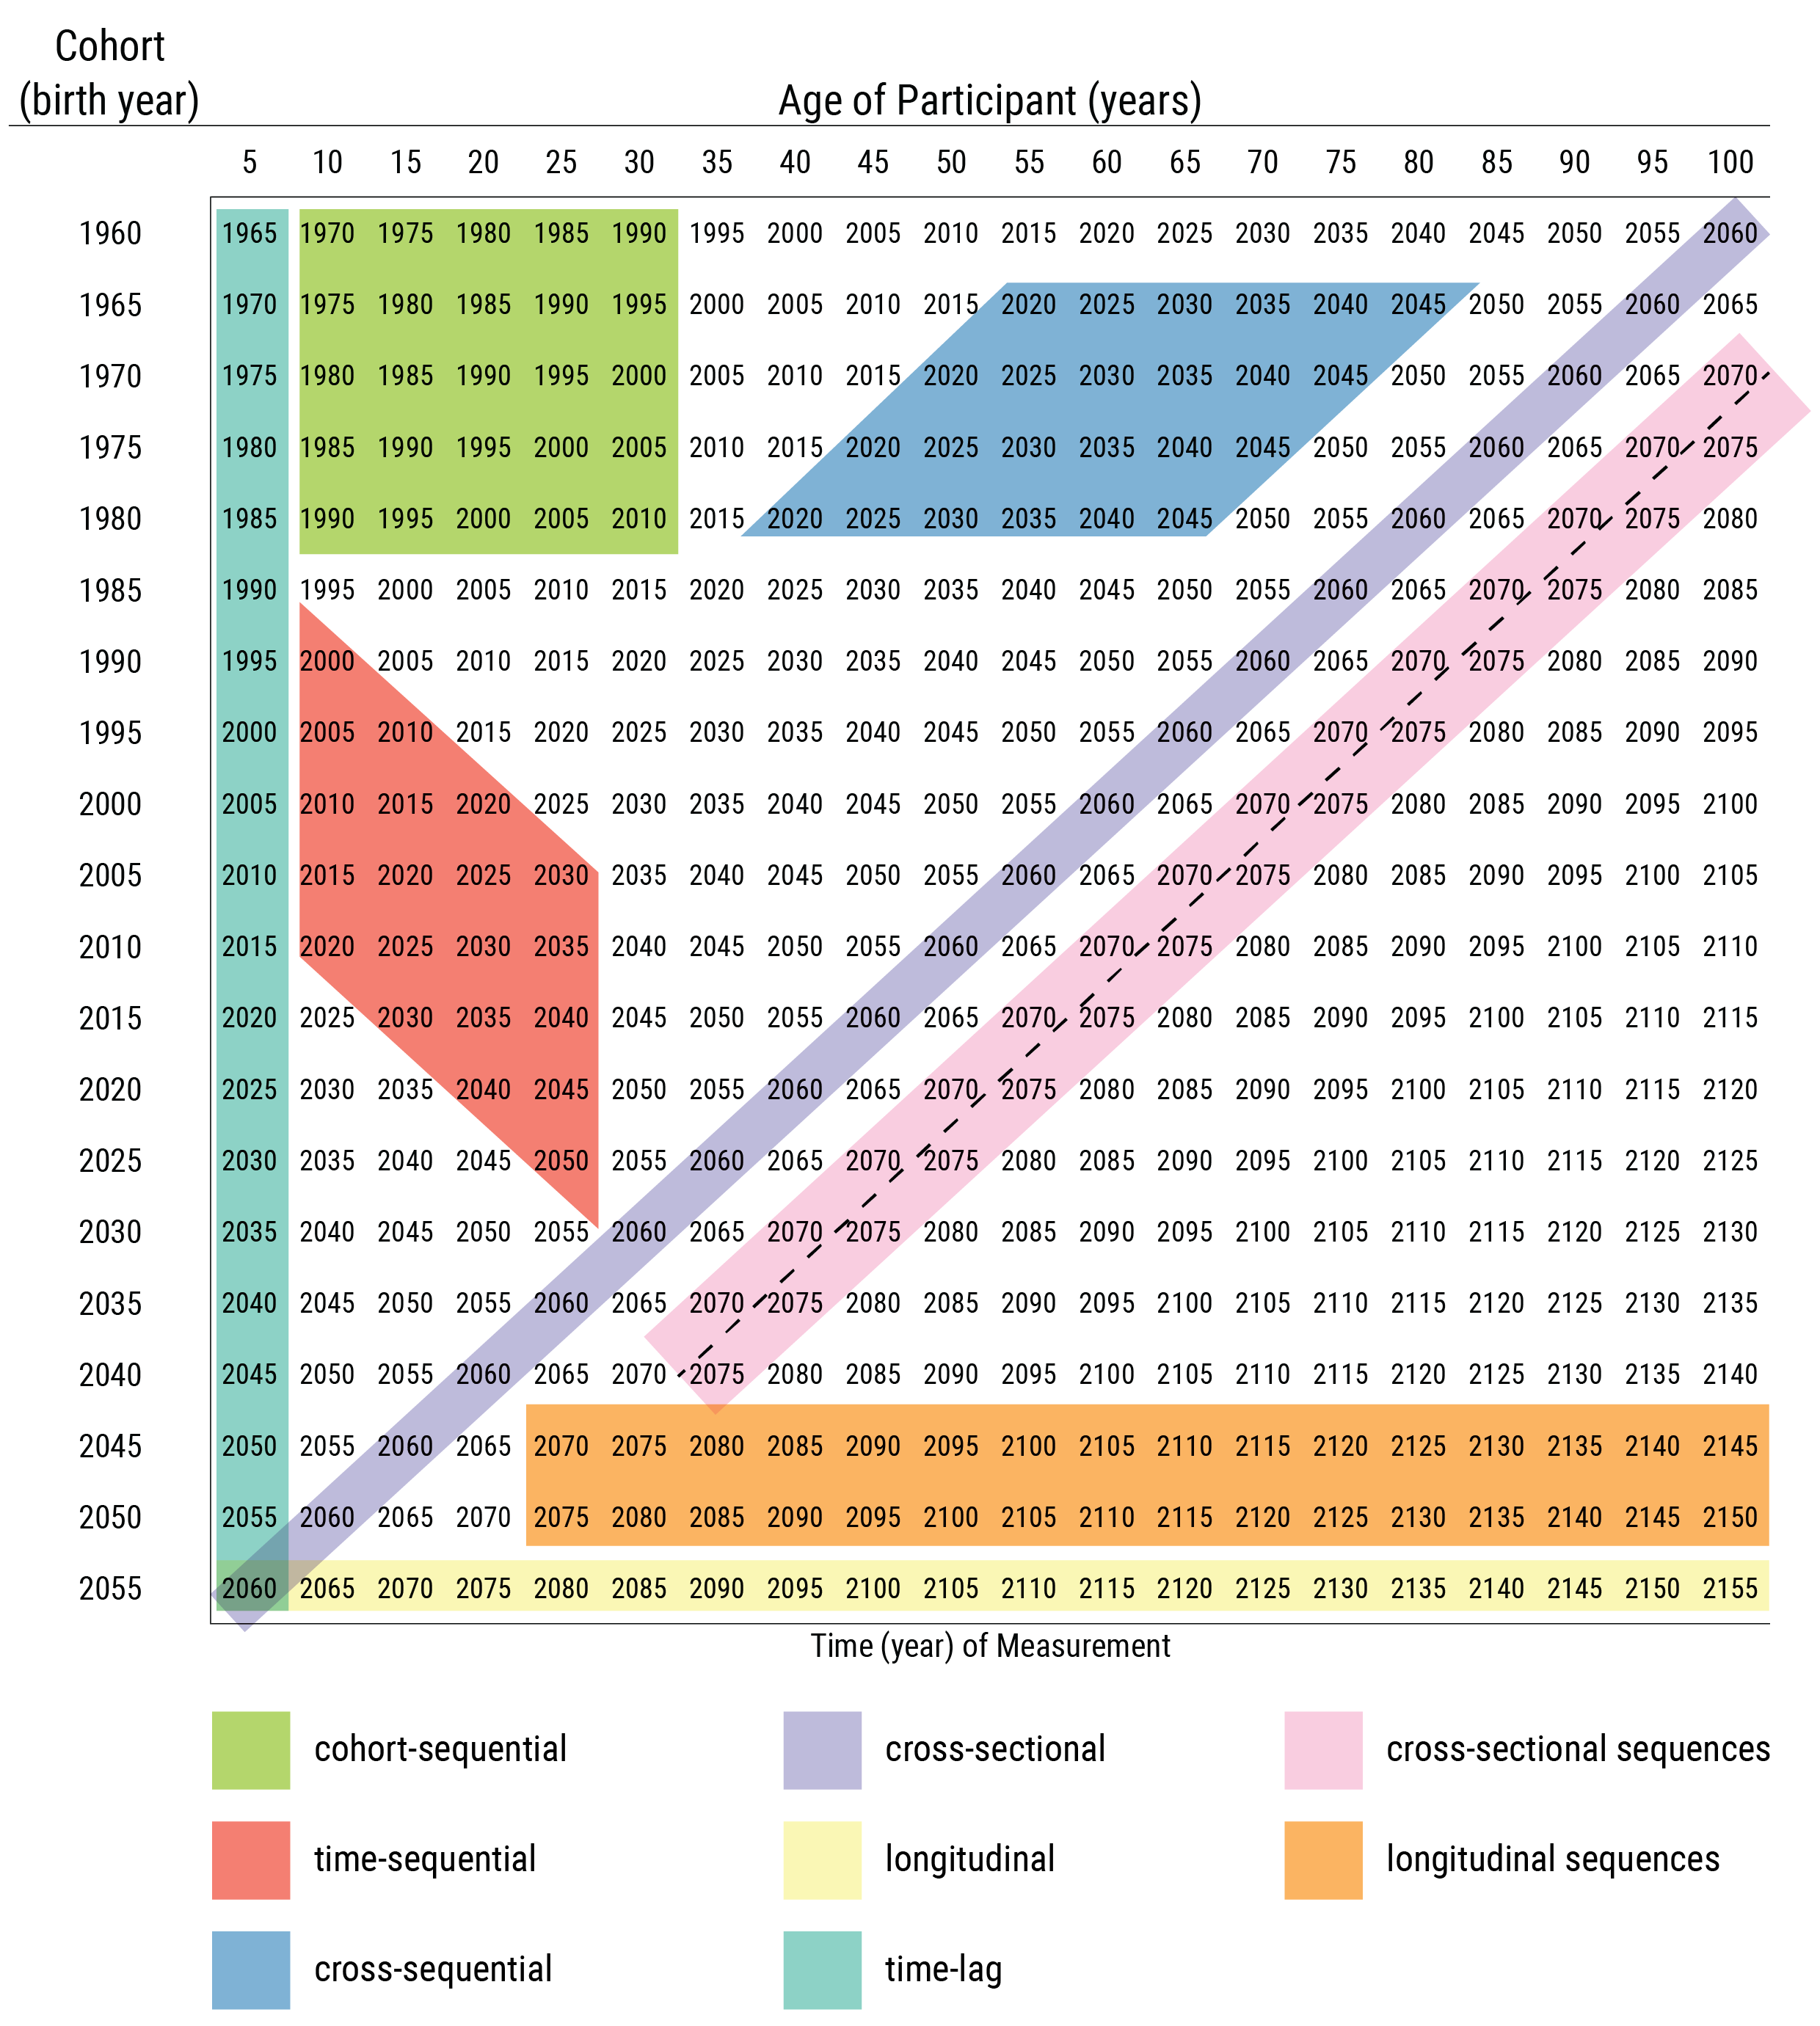 Cohort
(birth year) Age of Participant (years)
5 10 15 20 25 30 35 40 45 50 55 60 65 70 75 80 85 90 95 100
1960 1965 1970 1975 1980 1985 1990 1995 2000 2005 2010 2015 2020 2025 2030 2035 2040 2045 2050 2055 2060
1965 1970 1975 1980 1985 1990 1995 2000 2005 2010 2015 2020 2025 2030 2035 2040 2045 2050 2055 2060 2065
1970 1975 1980 1985 1990 1995 2000 2005 2010 2015 2020 2025 2030 2035 2040 2045 2050 2055 2060 2065 2070
1975 1980 1985 1990 1995 2000 2005 2010 2015 2020 2025 2030 2035 2040 2045 2050 2055 2060 2065 2070 2075
1980 1985 1990 1995 2000 2005 2010 2015 2020 2025 2030 2035 2040 2045 2050 2055 2060 2065 2070 2075 2080
1985 1990 1995 2000 2005 2010 2015 2020 2025 2030 2035 2040 2045 2050 2055 2060 2065 2070 2075 2080 2085
1990 1995 2000 2005 2010 2015 2020 2025 2030 2035 2040 2045 2050 2055 2060 2065 2070 2075 2080 2085 2090
1995 2000 2005 2010 2015 2020 2025 2030 2035 2040 2045 2050 2055 2060 2065 2070 2075 2080 2085 2090 2095
2000 2005 2010 2015 2020 2025 2030 2035 2040 2045 2050 2055 2060 2065 2070 2075 2080 2085 2090 2095 2100
2005 2010 2015 2020 2025 2030 2035 2040 2045 2050 2055 2060 2065 2070 2075 2080 2085 2090 2095 2100 2105
2010 2015 2020 2025 2030 2035 2040 2045 2050 2055 2060 2065 2070 2075 2080 2085 2090 2095 2100 2105 2110
2015 2020 2025 2030 2035 2040 2045 2050 2055 2060 2065 2070 2075 2080 2085 2090 2095 2100 2105 2110 2115
2020 2025 2030 2035 2040 2045 2050 2055 2060 2065 2070 2075 2080 2085 2090 2095 2100 2105 2110 2115 2120
2025 2030 2035 2040 2045 2050 2055 2060 2065 2070 2075 2080 2085 2090 2095 2100 2105 2110 2115 2120 2125
2030 2035 2040 2045 2050 2055 2060 2065 2070 2075 2080 2085 2090 2095 2100 2105 2110 2115 2120 2125 2130
2035 2040 2045 2050 2055 2060 2065 2070 2075 2080 2085 2090 2095 2100 2105 2110 2115 2120 2125 2130 2135
2040 2045 2050 2055 2060 2065 2070 2075 2080 2085 2090 2095 2100 2105 2110 2115 2120 2125 2130 2135 2140
2045 2050 2055 2060 2065 2070 2075 2080 2085 2090 2095 2100 2105 2110 2115 2120 2125 2130 2135 2140 2145
2050 2055 2060 2065 2070 2075 2080 2085 2090 2095 2100 2105 2110 2115 2120 2125 2130 2135 2140 2145 2150
2055 2060 2065 2070 2075 2080 2085 2090 2095 2100 2105 2110 2115 2120 2125 2130 2135 2140 2145 2150 2155
Time (year) of Measurement
cohort-sequential cross-sectional cross-sectional sequences
time-sequential longitudinal longitudinal sequences
cross-sequential time-lag